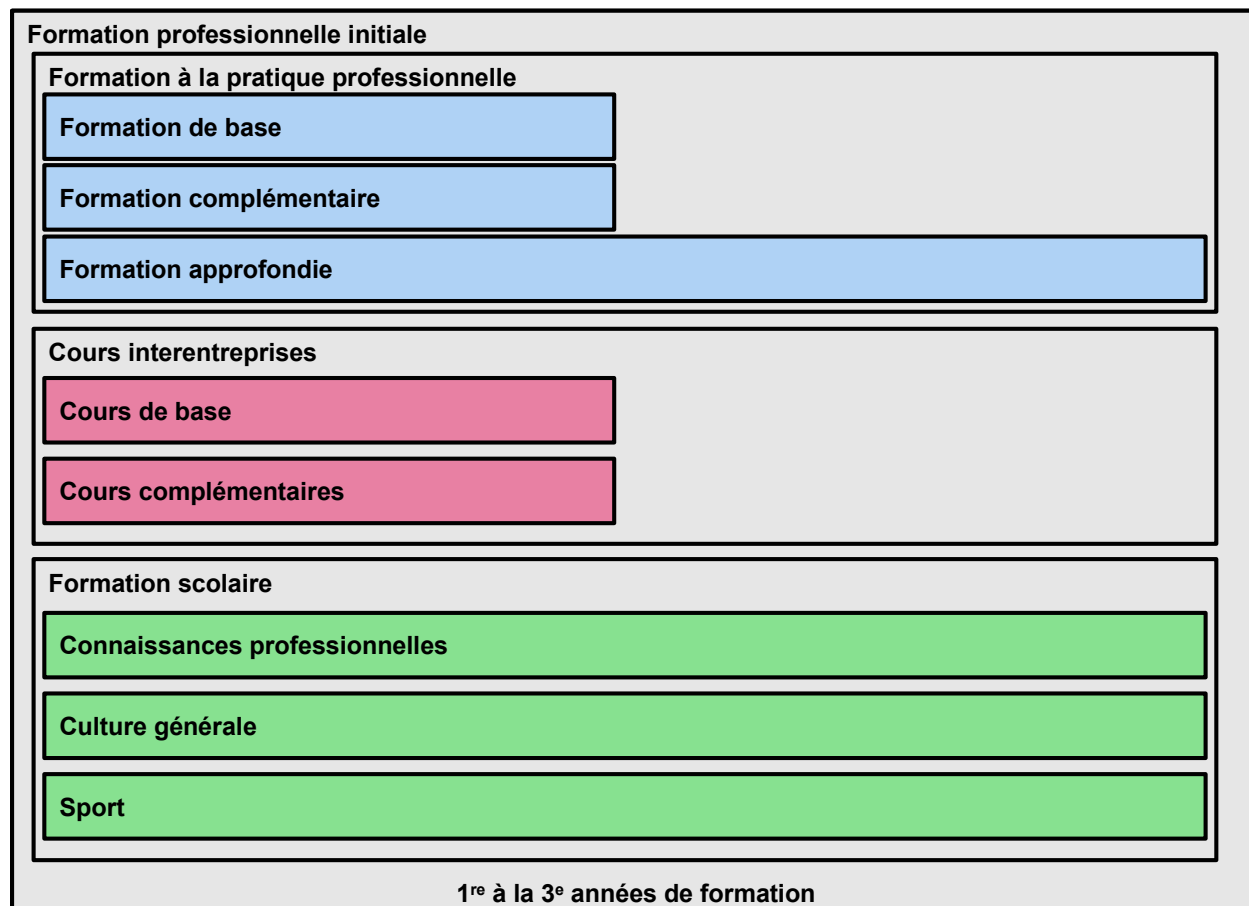 Formation professionnelle initiale
Formation à la pratique professionnelle
Formation de base
Formation complémentaire
Formation approfondie
Cours interentreprises
Cours de base
Cours complémentaires
Formation scolaire
Connaissances professionnelles
Culture générale
Sport
1re à la 3e années de formation